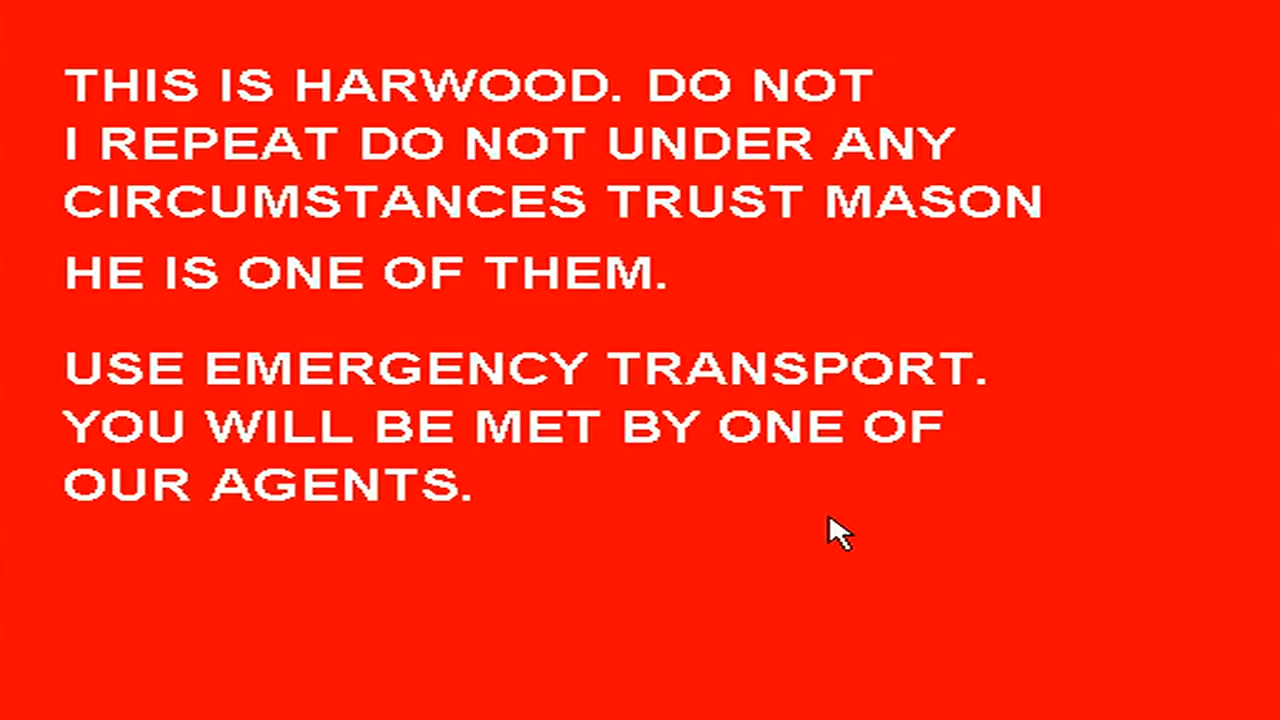 THIS IS HARWOOD. DO NOT
I REPEAT DO NOT UNDER ANY
CIRCUMSTANCES TRUST MASON
HE IS ONE OF THEM.
USE EMERGENCY TRANSPORT.
YOU WILL BE MET BY ONE OF
OUR AGENTS.